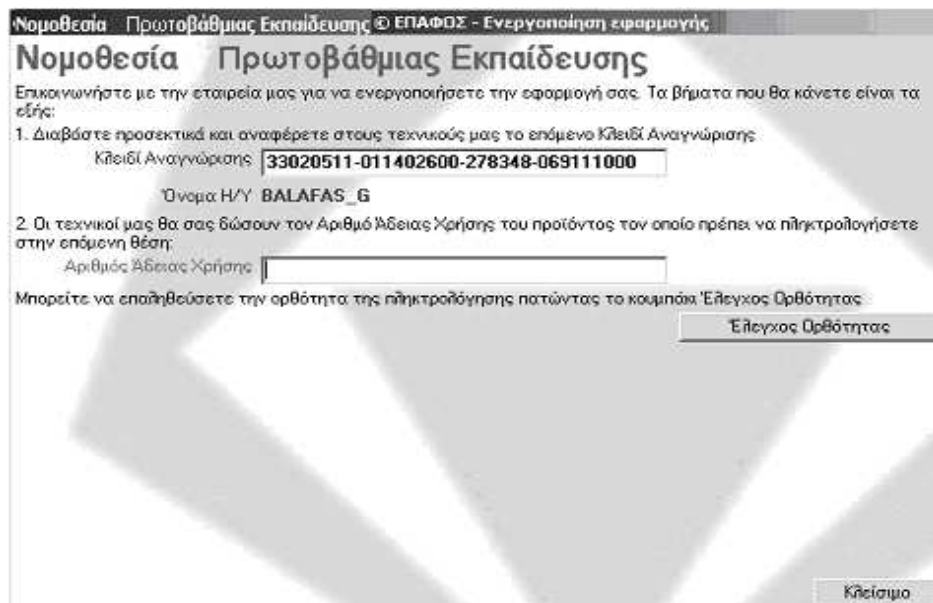 Νομοθεσία Πρωτοβάθμιας Εκπαίδευσης © ΕΠΑΦΟΣ - Ενεργοποίηση εφαρμογής
Νομοθεσία Πρωτοβάθμιας Εκπαίδευσης
Επικοινωνήστε με την εταιρεία μας για να ενεργοποιήσετε την εφαρμογή σας. Τα βήματα που θα κάνετε είναι τα
εξής:
1. Διαβάστε προσεκτικά και αναφέρετε στους τεχνικούς μας το επόμενο Κλειδί Αναγνώρισης
Κλειδί Αναγνώρισης 33020511-011402600-278348-069111000
Όνομα Η/Υ BALAFAS_G
2. Οι τεχνικοί μας θα σας δώσουν τον Αριθμό Άδειας Χρήσης του προϊόντος τον οποίο πρέπει να πληκτρολογήσετε
στην επόμενη θέση:
Αριθμός Άδειας Χρήσης
Μπορείτε να επαληθεύσετε την ορθότητα της πληκτρολόγησης πατώντας το κουμπάκι Έλεγχος Ορθότητας
Έλεγχος Ορθότητας
Κλείσιμο